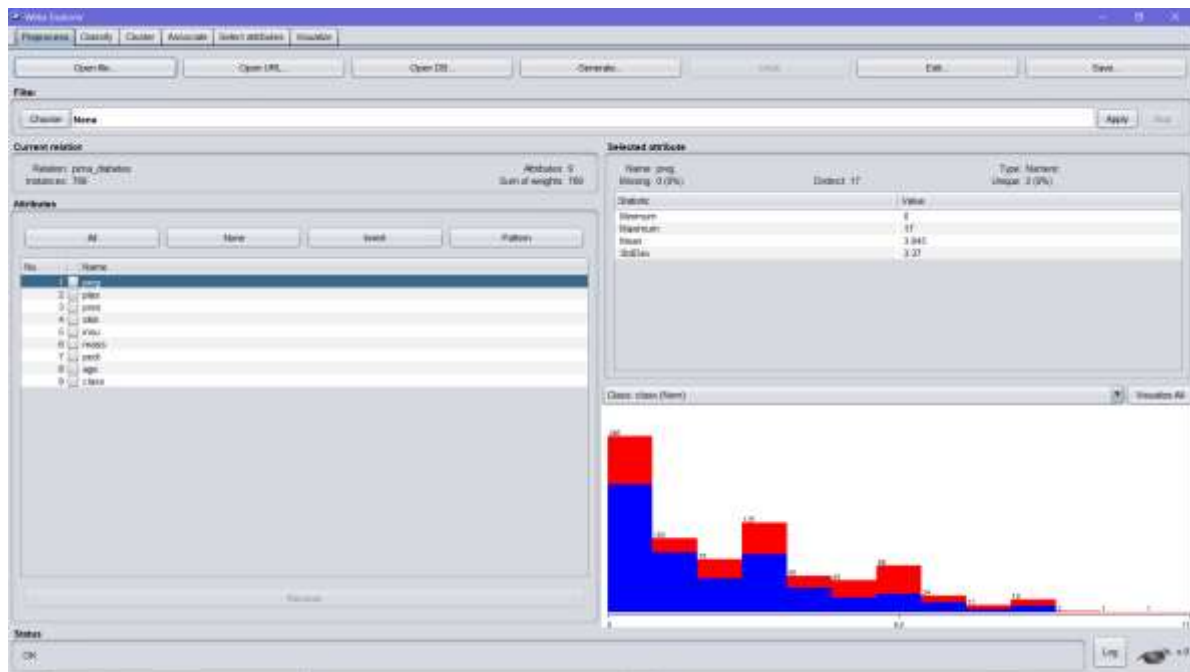 Weka Explorer
Preprocess Classify Cluster Associate Select attributes Visualize
Open file... Open URL... Open DB... Generate... Undo Edit... Save...
Filter
Choose None Apply Stop
Current relation
Relation: pima_diabetes Attributes: 9
Instances: 768 Sum of weights: 768
Attributes
All None Invert Pattern
No. Name
1 preg
2 plas
3 pres
4 skin
5 insu
6 mass
7 pedi
8 age
9 class
Remove
Selected attribute
Name: preg Type: Numeric
Missing: 0 (0%) Distinct: 17 Unique: 2 (0%)
Statistic Value
Minimum 0
Maximum 17
Mean 3.845
StdDev 3.37
Class: class (Nom) Visualize All
Status
OK
Log x 0